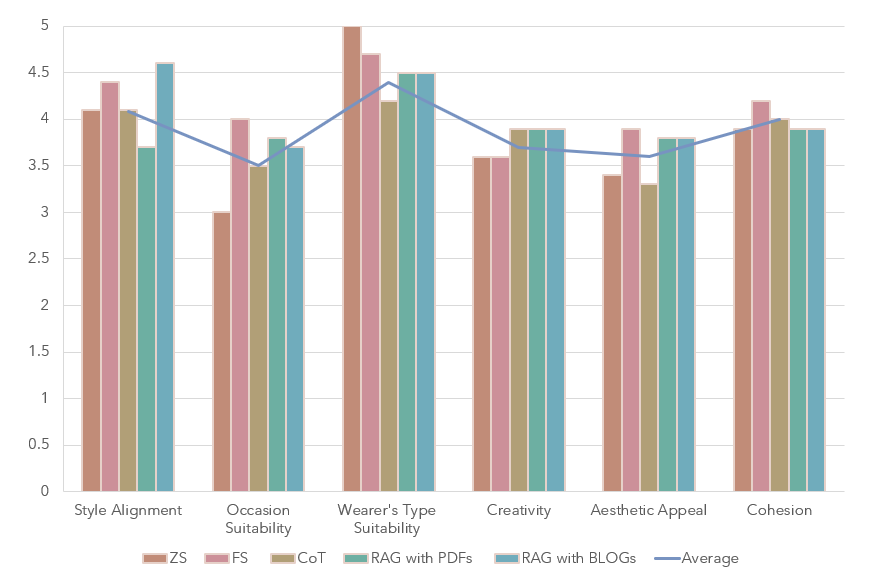 5
4.5
4
3.5
3
2.5
2
1.5
1
0.5
0
Style Alignment
Occasion
Suitability
Wearer's Type
Suitability
Creativity
Aesthetic Appeal
Cohesion
ZS
FS
CoT
RAG with PDFs
RAG with BLOGs
Average